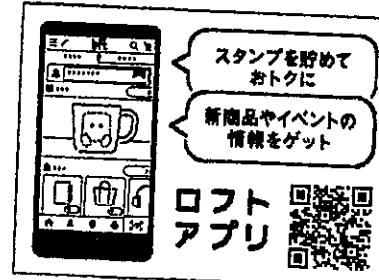 スタンプを貯めて
おトクに
新商品やイベントの
情報をゲット
ロフト
アプリ